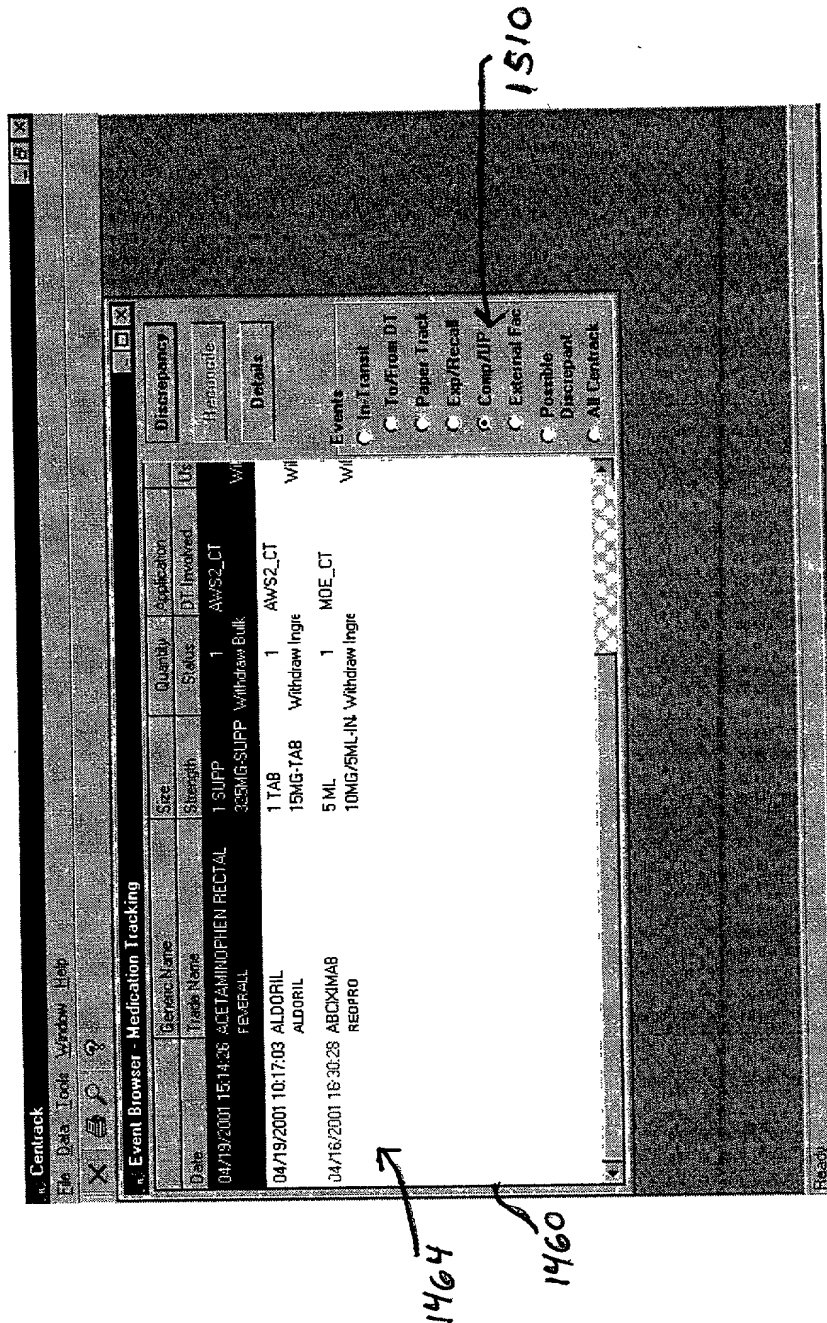 Centrack
File Data Tools Window Help
Event Browser - Medication Tracking
Date Generic Name Size Quantity Application
Trade Name Strength Status DT Involved Us
04/19/2001 15:14:26 ACETAMINOPHEN RECTAL 1 SUPP 1 AWS2_CT
FEVERALL 325MG-SUPP Withdraw Bulk Wi
04/19/2001 10:17:03 ALDORIL 1 TAB 1 AWS2_CT
ALDORIL 15MG-TAB Withdraw Ingre Wi
04/16/2001 16:30:28 ABCIXIMAB 5 ML 1 MOE_CT
REOPRO 10MG/5ML-IN Withdraw Ingre Wi
Discrepancy
Reconcile
Details
Events
In-Transit
To/From DT
Paper Track
Exp/Recall
Comp/UP
External Fac
Possible
Discrepant
All Centrack
Ready
1464
1460
1510